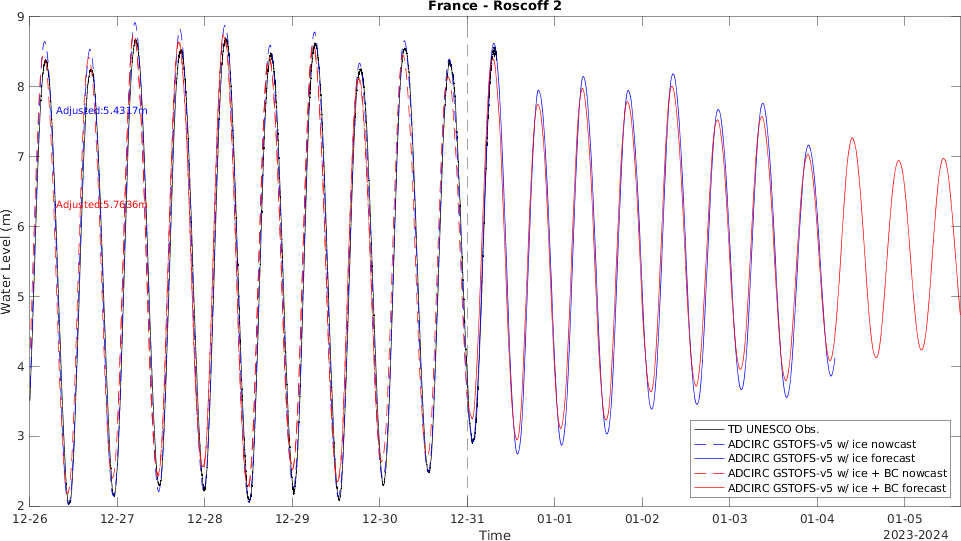 France - Roscoff 2
9
8
7
6
5
4
3
2
Water Level (m)
Adjusted:5.4317m
Adjusted:5.7636m
TD UNESCO Obs.
ADCIRC GSTOFS-v5 w/ ice nowcast
ADCIRC GSTOFS-v5 w/ ice forecast
ADCIRC GSTOFS-v5 w/ ice + BC nowcast
ADCIRC GSTOFS-v5 w/ ice + BC forecast
12-26 12-27 12-28 12-29 12-30 12-31 01-01 01-02 01-03 01-04 01-05
Time
2023-2024